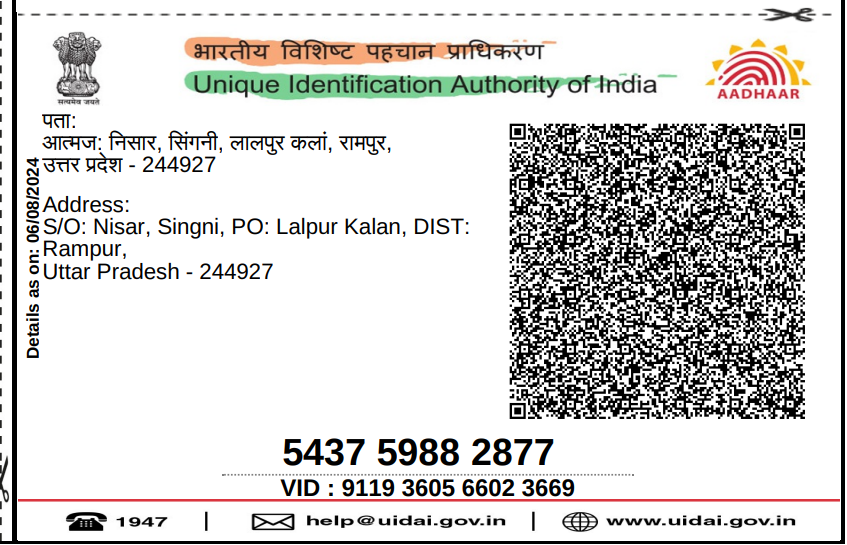 भारतीय विशिष्ट पहचान प्राधिकरण
Unique Identification Authority of India
सत्यमेव जयते
AADHAAR
पता:
आत्मज: निसार, सिंगनी, लालपुर कलां, रामपुर,
उत्तर प्रदेश - 244927
Address:
S/O: Nisar, Singni, PO: Lalpur Kalan, DIST:
Rampur,
Uttar Pradesh - 244927
Details as on: 06/08/2024
5437 5988 2877
VID : 9119 3605 6602 3669
1947 | help@uidai.gov.in | www.uidai.gov.in